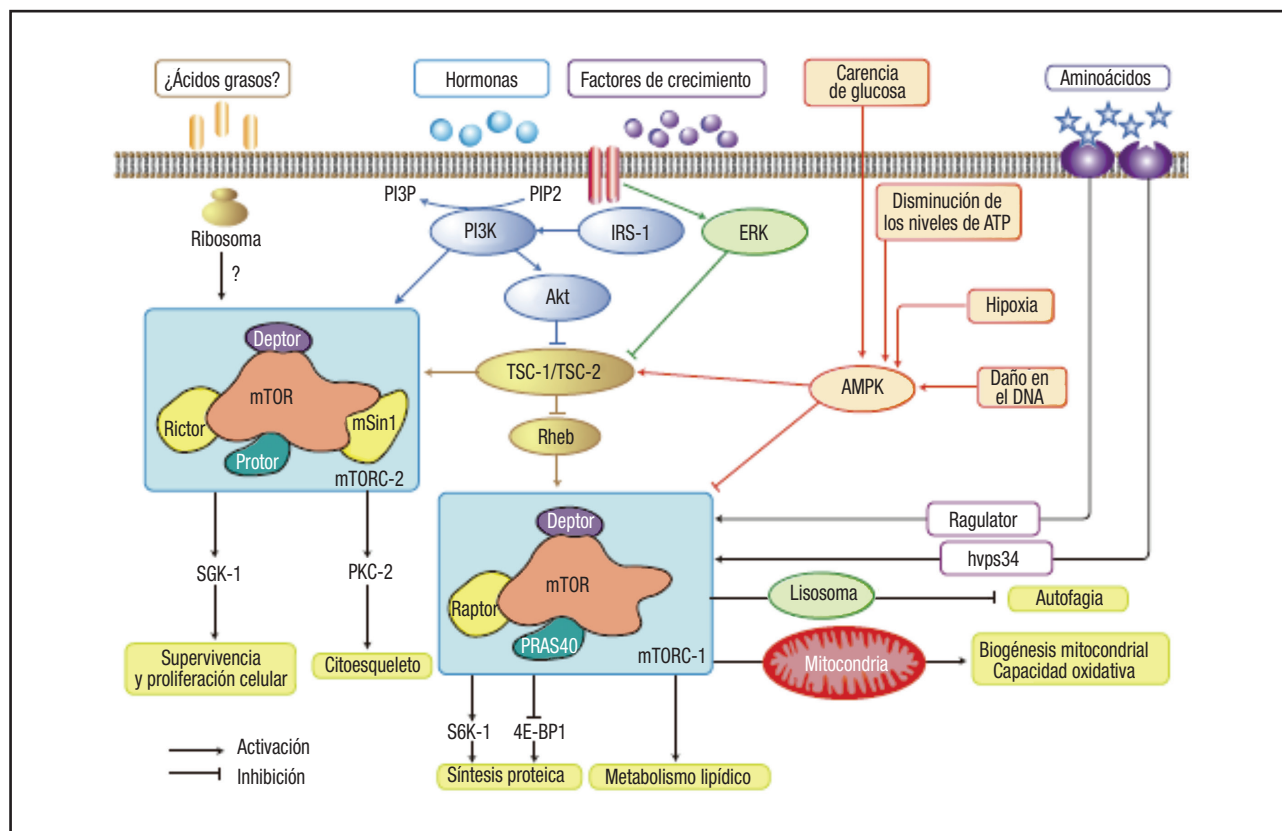 ¿Ácidos grasos?
Hormonas
Factores de crecimiento
Carencia
de glucosa
Aminoácidos
PI3P
PIP2
Disminución de
los niveles de ATP
Ribosoma
PI3K
IRS-1
ERK
?
Akt
Hipoxia
Deptor
TSC-1/TSC-2
mTOR
AMPK
Daño en
el DNA
Rictor
mSin1
Rheb
Protor
mTORC-2
Deptor
Ragulator
SGK-1
PKC-2
hvps34
mTOR
Raptor
Lisosoma
Autofagia
PRAS40
mTORC-1
Supervivencia
y proliferación celular
Citoesqueleto
Mitocondria
Biogénesis mitocondrial
Capacidad oxidativa
S6K-1
4E-BP1
Activación
Inhibición
Síntesis proteica
Metabolismo lipídico